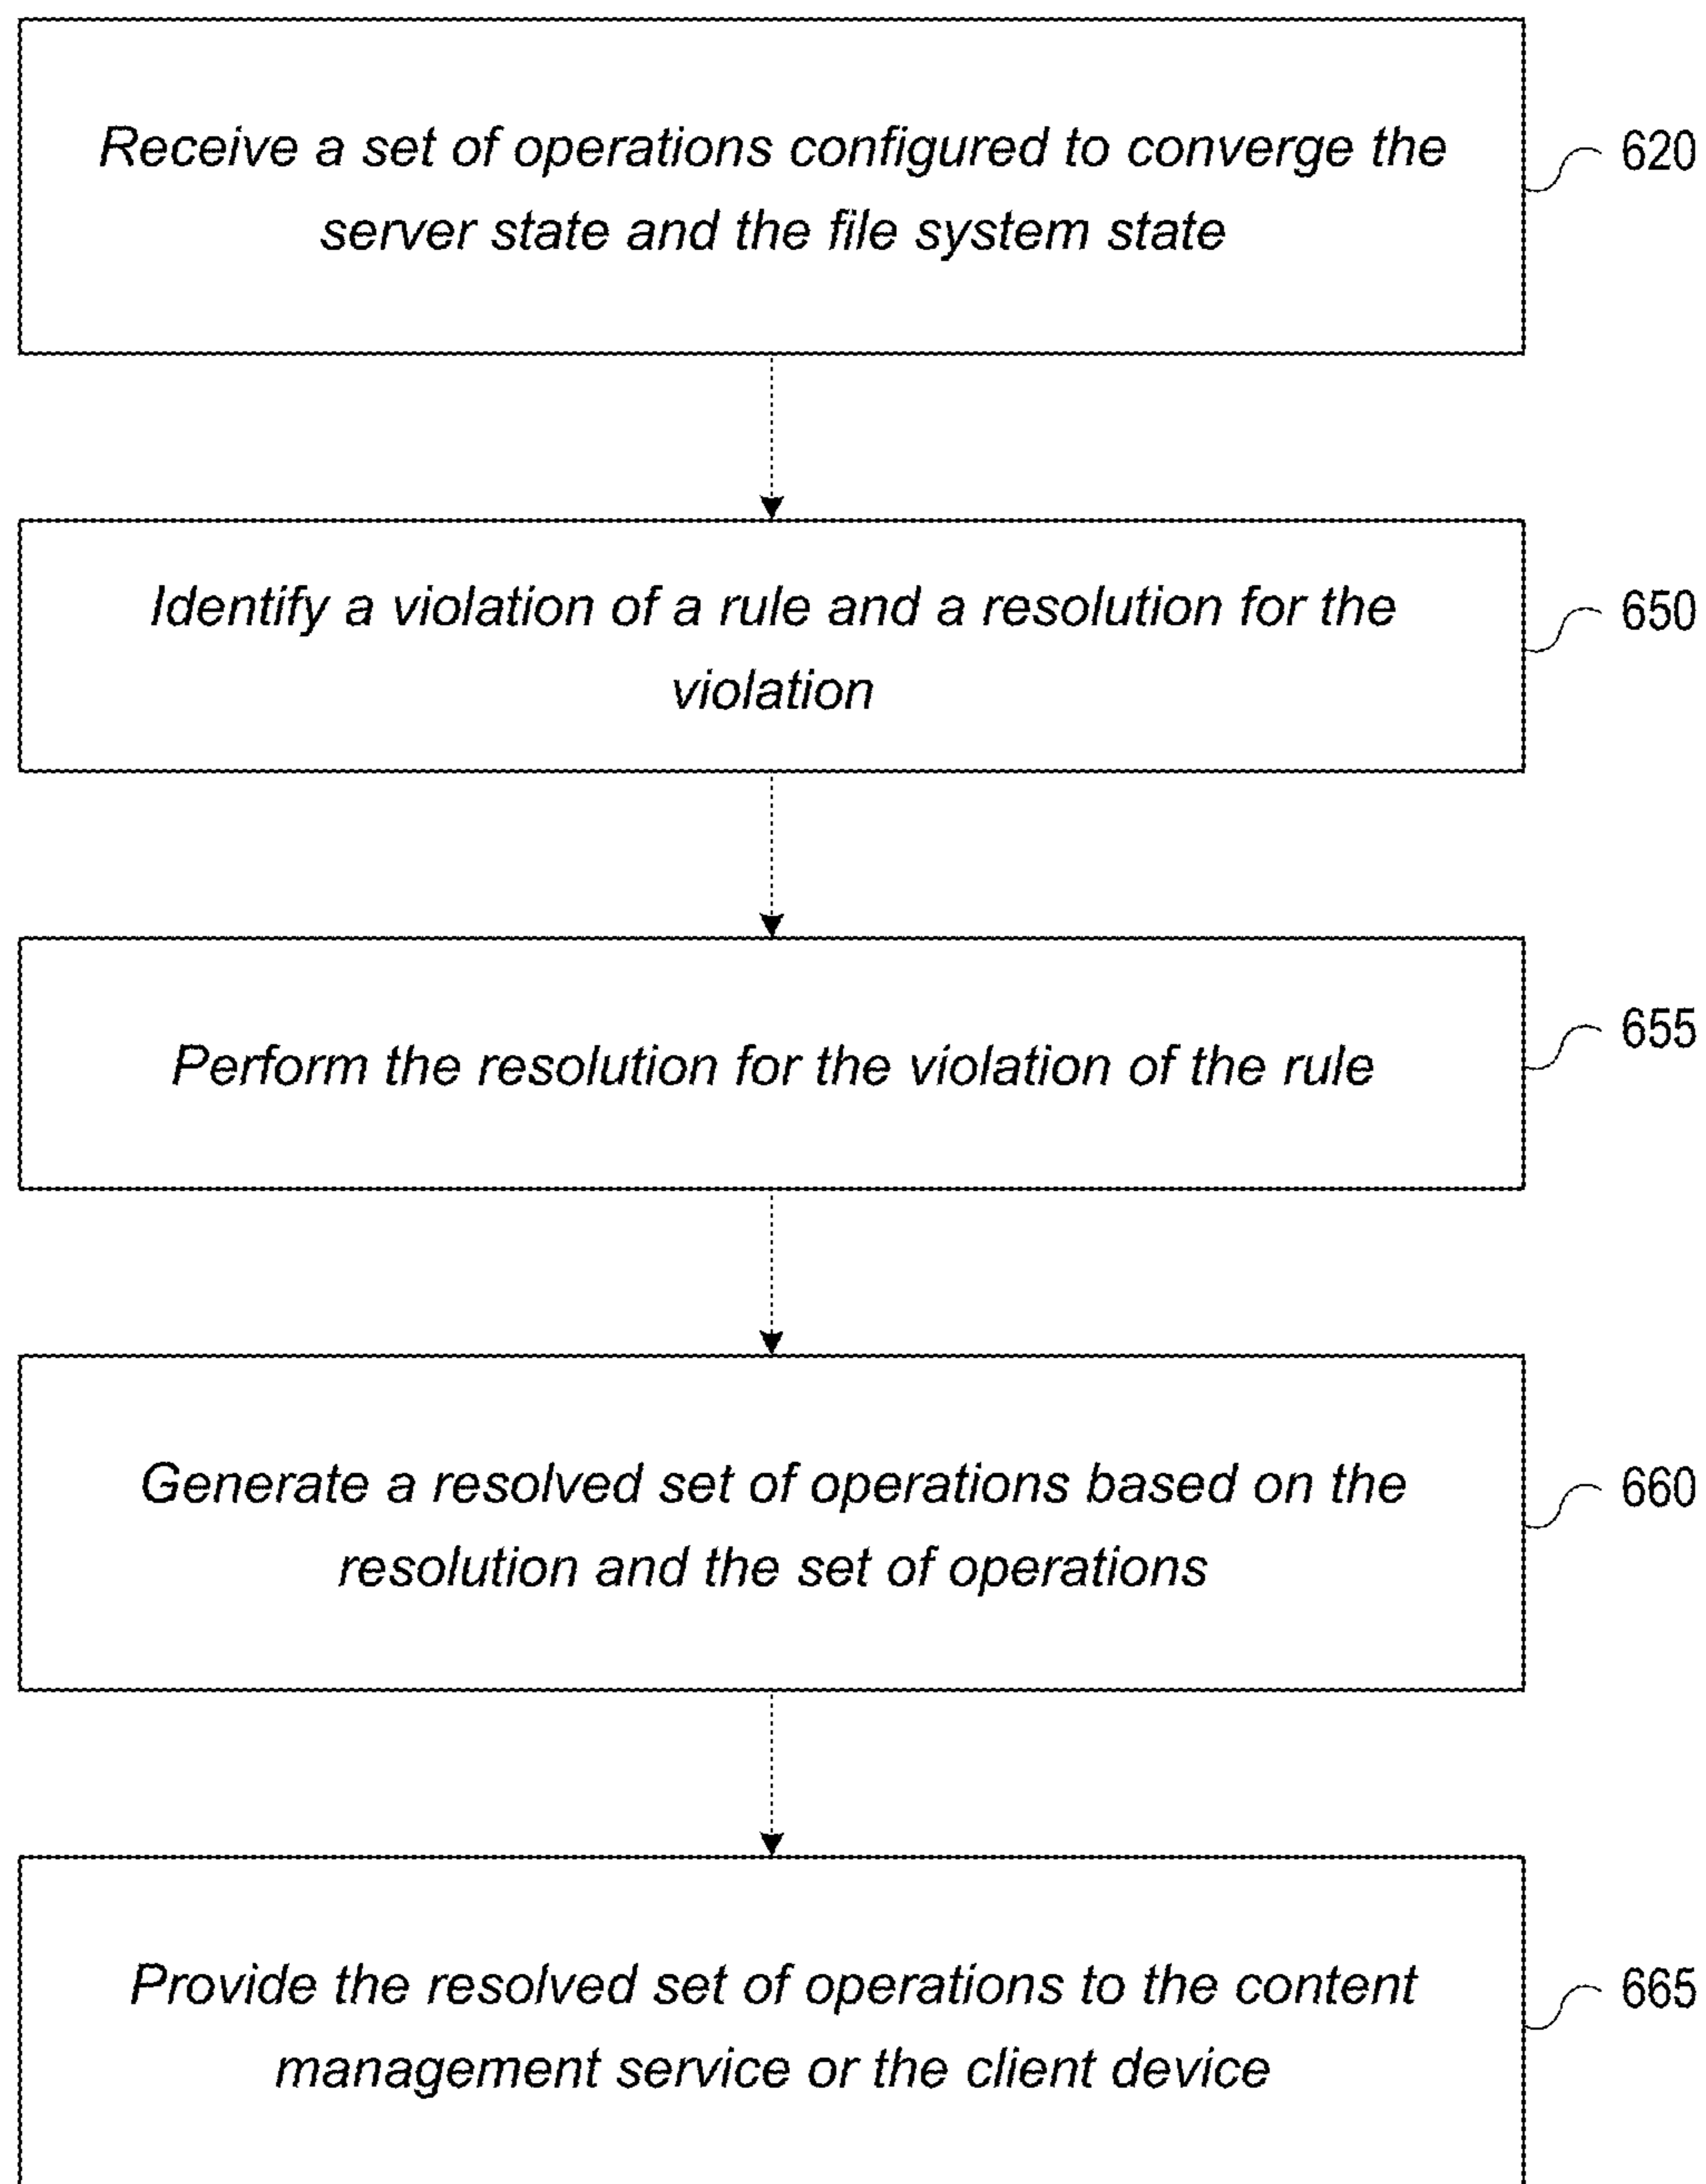 Receive a set of operations configured to converge the
server state and the file system state
620
Identify a violation of a rule and a resolution for the
violation
650
Perform the resolution for the violation of the rule
655
Generate a resolved set of operations based on the
resolution and the set of operations
660
Provide the resolved set of operations to the content
management service or the client device
665